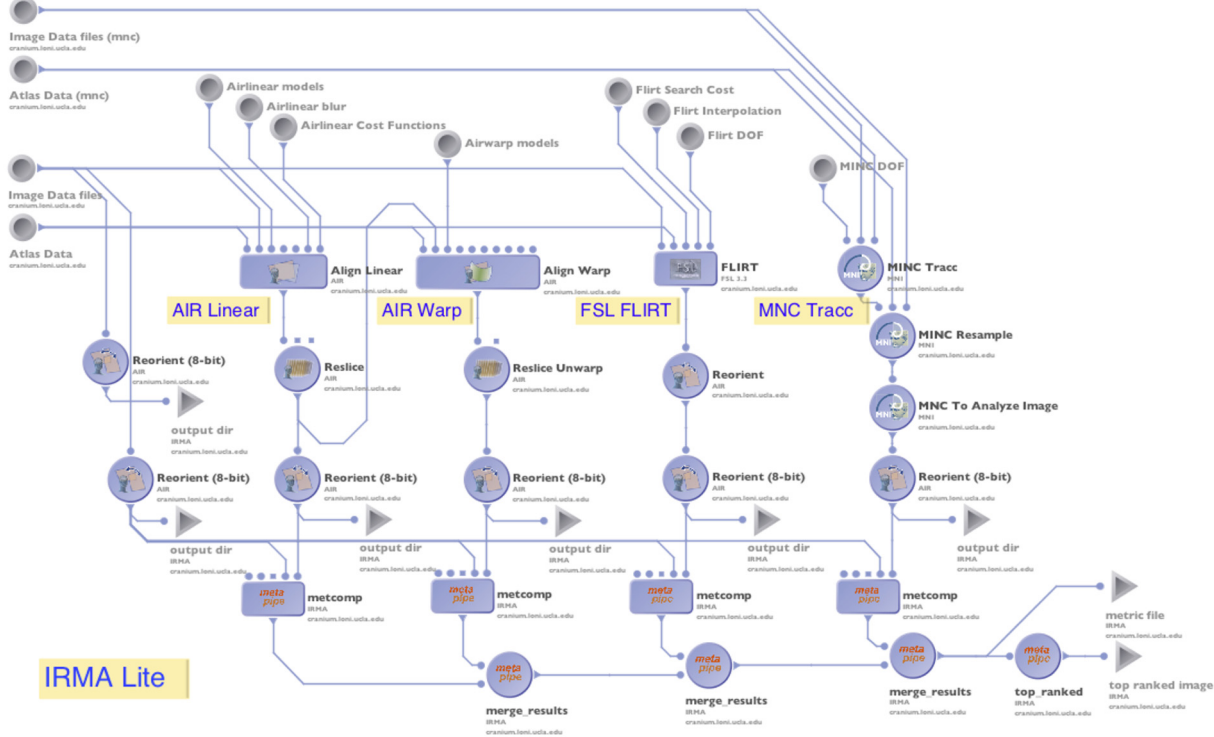 Image Data files (mnc)
cranium.loni.ucla.edu
Atlas Data (mnc)
cranium.loni.ucla.edu
Airlinear models
Airlinear blur
Airlinear Cost Functions
Airwarp models
Flirt Search Cost
Flirt Interpolation
Flirt DOF
MINC DOF
Image Data files
cranium.loni.ucla.edu
Atlas Data
cranium.loni.ucla.edu
Align Linear
AIR
cranium.loni.ucla.edu
Align Warp
AIR
cranium.loni.ucla.edu
FSL
FLIRT
FSL 3.3
cranium.loni.ucla.edu
MNI
MINC Tracc
MNI
cranium.loni.ucla.edu
AIR Linear
AIR Warp
FSL FLIRT
MNC Tracc
MNI
MINC Resample
MNI
cranium.loni.ucla.edu
Reorient (8-bit)
AIR
cranium.loni.ucla.edu
Reslice
AIR
cranium.loni.ucla.edu
Reslice Unwarp
AIR
cranium.loni.ucla.edu
Reorient
AIR
cranium.loni.ucla.edu
MNI
MNC To Analyze Image
MNI
cranium.loni.ucla.edu
output dir
IRMA
cranium.loni.ucla.edu
Reorient (8-bit)
AIR
cranium.loni.ucla.edu
Reorient (8-bit)
AIR
cranium.loni.ucla.edu
Reorient (8-bit)
AIR
cranium.loni.ucla.edu
Reorient (8-bit)
AIR
cranium.loni.ucla.edu
Reorient (8-bit)
AIR
cranium.loni.ucla.edu
output dir
IRMA
cranium.loni.ucla.edu
output dir
IRMA
cranium.loni.ucla.edu
output dir
IRMA
cranium.loni.ucla.edu
output dir
IRMA
cranium.loni.ucla.edu
output dir
IRMA
cranium.loni.ucla.edu
meta
pipe
metcomp
IRMA
cranium.loni.ucla.edu
meta
pipe
metcomp
IRMA
cranium.loni.ucla.edu
meta
pipe
metcomp
IRMA
cranium.loni.ucla.edu
meta
pipe
metcomp
IRMA
cranium.loni.ucla.edu
metric file
IRMA
cranium.loni.ucla.edu
IRMA Lite
meta
pipe
merge_results
IRMA
cranium.loni.ucla.edu
meta
pipe
merge_results
IRMA
cranium.loni.ucla.edu
meta
pipe
merge_results
IRMA
cranium.loni.ucla.edu
meta
pipe
top_ranked
IRMA
cranium.loni.ucla.edu
top ranked image
IRMA
cranium.loni.ucla.edu